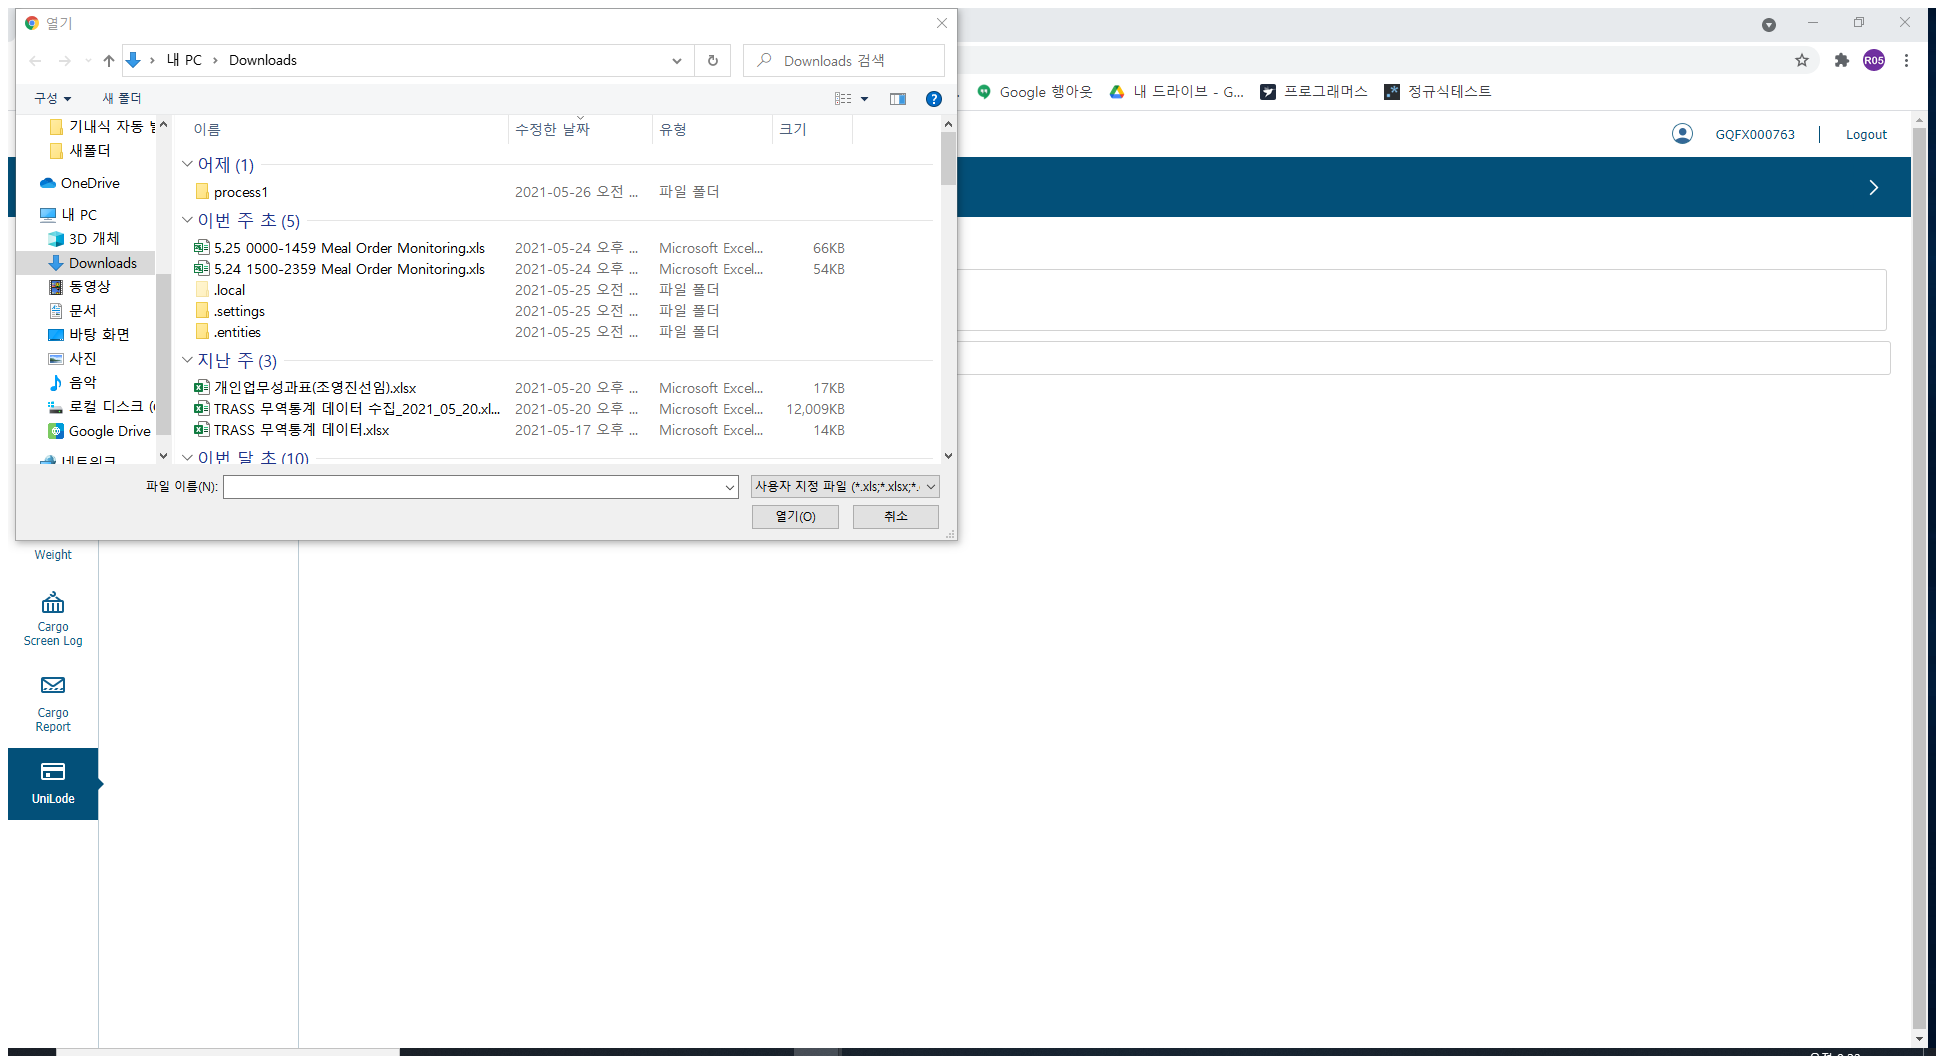 열기
내 PC
Downloads
Downloads 검색
R05
구성
새 폴더
Google 행아웃
내 드라이브 - G...
프로그래머스
정규식테스트
기내식 자동
새폴더
OneDrive
내 PC
3D 개체
Downloads
동영상
문서
바탕 화면
사진
음악
로컬 디스크
Google Drive
네트워크
이름
수정한 날짜
유형
크기
어제 (1)
process1
2021-05-26 오전 ...
파일 폴더
이번 주 초 (5)
5.25 0000-1459 Meal Order Monitoring.xls
2021-05-24 오후 ...
Microsoft Excel...
66KB
5.24 1500-2359 Meal Order Monitoring.xls
2021-05-24 오후 ...
Microsoft Excel...
54KB
.local
2021-05-25 오전 ...
파일 폴더
.settings
2021-05-25 오전 ...
파일 폴더
.entities
2021-05-25 오전 ...
파일 폴더
지난 주 (3)
개인업무성과표(조영진선임).xlsx
2021-05-20 오후 ...
Microsoft Excel...
17KB
TRASS 무역통계 데이터 수집_2021_05_20.xl...
2021-05-20 오후 ...
Microsoft Excel...
12,009KB
TRASS 무역통계 데이터.xlsx
2021-05-17 오후 ...
Microsoft Excel...
14KB
이번 달 초 (10)
파일 이름(N):
사용자 지정 파일 (*.xls;*.xlsx;*.
열기(O)
취소
GQFX000763
Logout
Weight
Cargo
Screen Log
Cargo
Report
UniLode